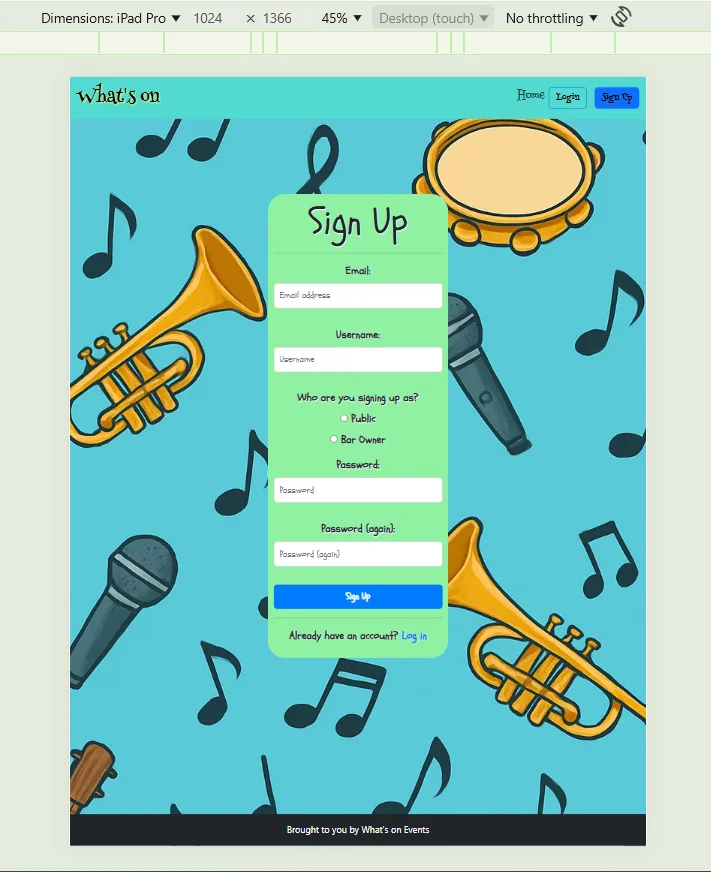 Dimensions: iPad Pro 1024 × 1366 45% Desktop (touch) No throttling
What's on Home Login Sign Up
Sign Up
Email:
Email address
Username:
Username
Who are you signing up as?
Public
Bar Owner
Password:
Password
Password (again):
Password (again)
Sign Up
Already have an account? Log in
Brought to you by What's on Events